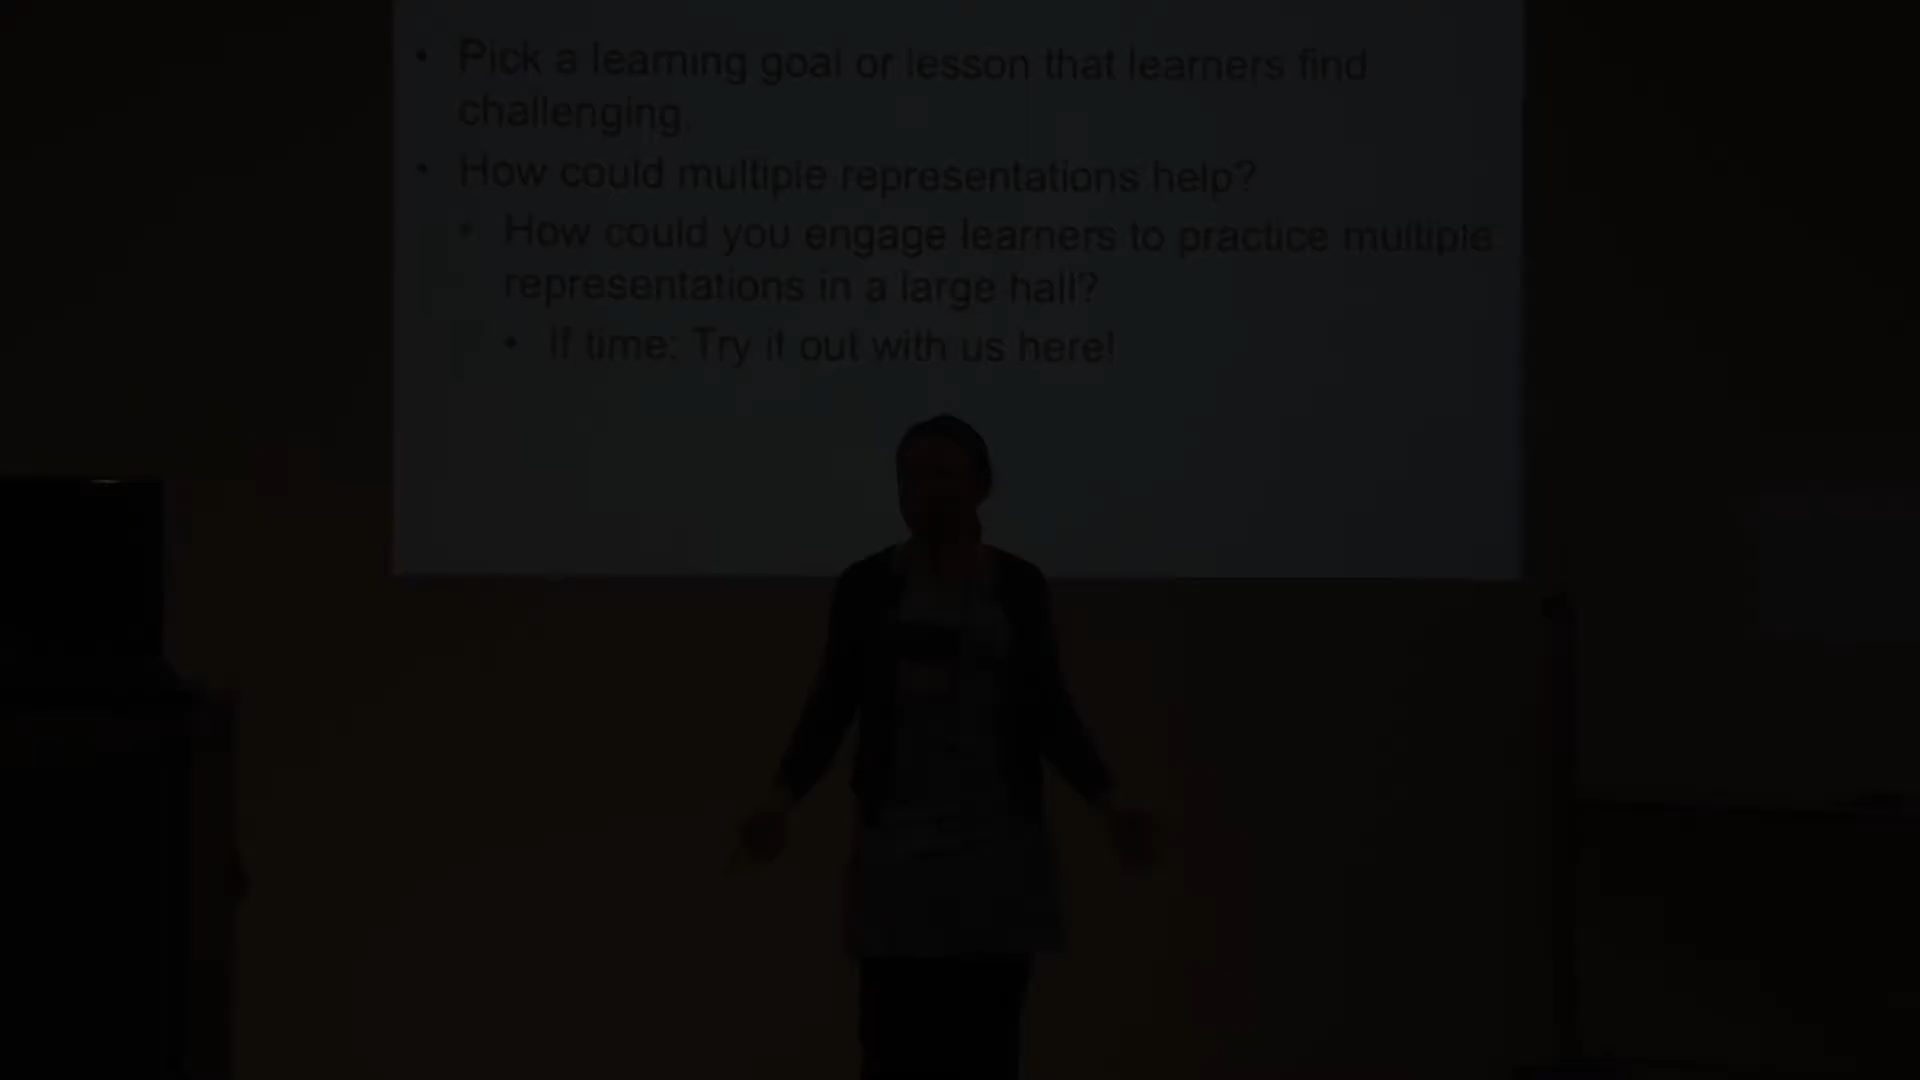 • Pick a learning goal or lesson that learners find
challenging.
• How could multiple representations help?
• How could you engage learners to practice multiple
representations in a large hall?
• If time: Try it out with us here!